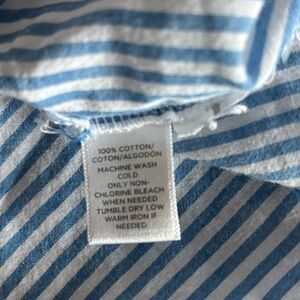 100% COTTON/
COTON/ALGODÓN
MACHINE WASH
COLD
ONLY NON-
CHLORINE BLEACH
WHEN NEEDED
TUMBLE DRY LOW
WARM IRON IF
NEEDED